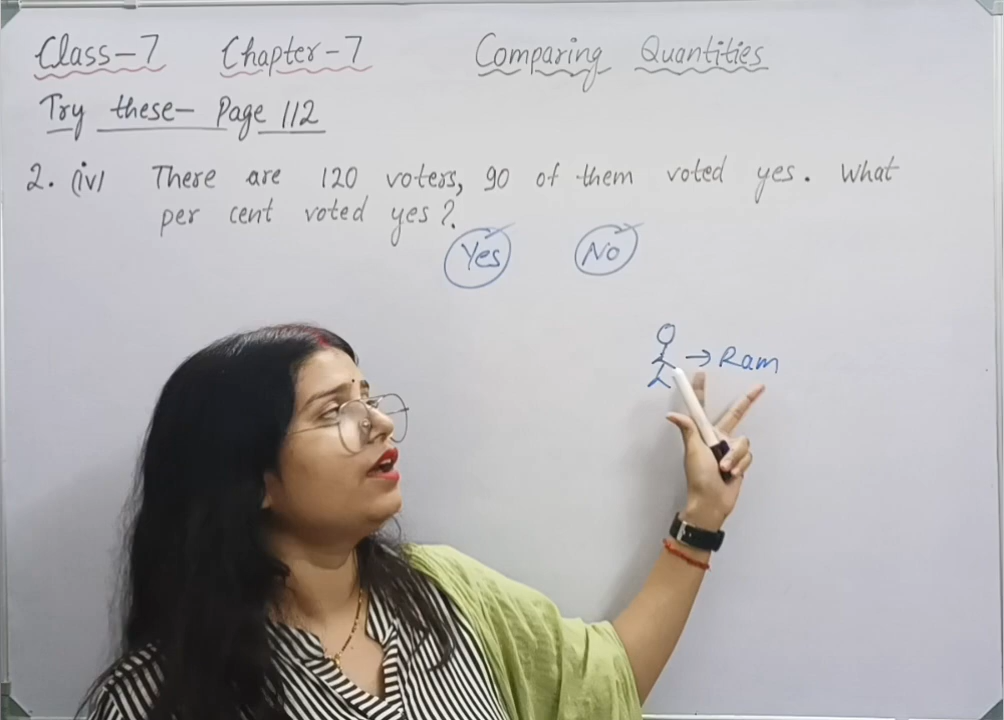 Class-7 Chapter-7 Comparing Quantities
Try these- Page 112
2. (iv) There are 120 voters, 90 of them voted yes. What
per cent voted yes?
Yes No
→ Ram